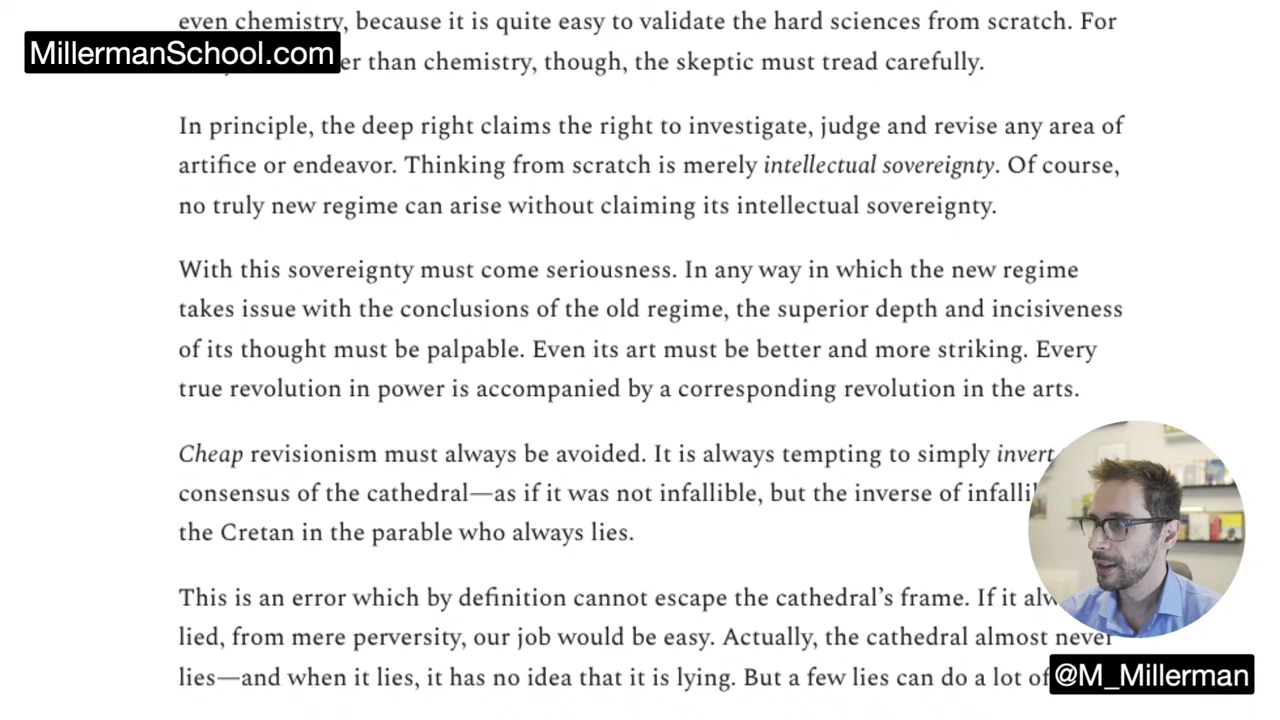 even chemistry, because it is quite easy to validate the hard sciences from scratch. For
MillermanSchool.com
than chemistry, though, the skeptic must tread carefully.
In principle, the deep right claims the right to investigate, judge and revise any area of
artifice or endeavor. Thinking from scratch is merely intellectual sovereignty. Of course,
no truly new regime can arise without claiming its intellectual sovereignty.
With this sovereignty must come seriousness. In any way in which the new regime
takes issue with the conclusions of the old regime, the superior depth and incisiveness
of its thought must be palpable. Even its art must be better and more striking. Every
true revolution in power is accompanied by a corresponding revolution in the arts.
Cheap revisionism must always be avoided. It is always tempting to simply invert
consensus of the cathedral—as if it was not infallible, but the inverse of
the Cretan in the parable who always lies.
This is an error which by definition cannot escape the cathedral’s frame. If it
lied, from mere perversity, our job would be easy. Actually, the cathedral almost never
lies—and when it lies, it has no idea that it is lying. But a few lies can do a lot of
@M_Millerman